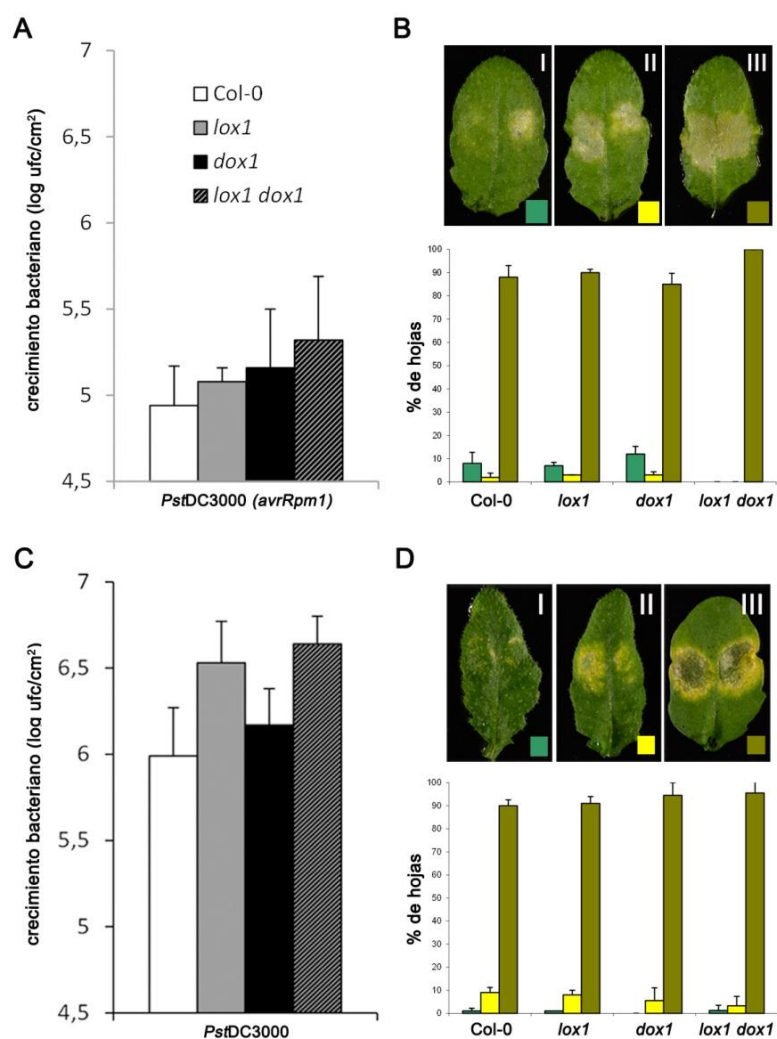 A
crecimiento bacteriano (log ufc/cm²)
7
6,5
6
5,5
5
4,5
Col-0
lox1
dox1
lox1 dox1
PstDC3000 (avrRpm1)
B
I
II
III
% de hojas
100
90
80
70
60
50
40
30
20
10
0
Col-0
lox1
dox1
lox1 dox1
C
crecimiento bacteriano (log ufc/cm²)
7
6,5
6
5,5
5
4,5
PstDC3000
D
I
II
III
% de hojas
100
90
80
70
60
50
40
30
20
10
0
Col-0
lox1
dox1
lox1 dox1